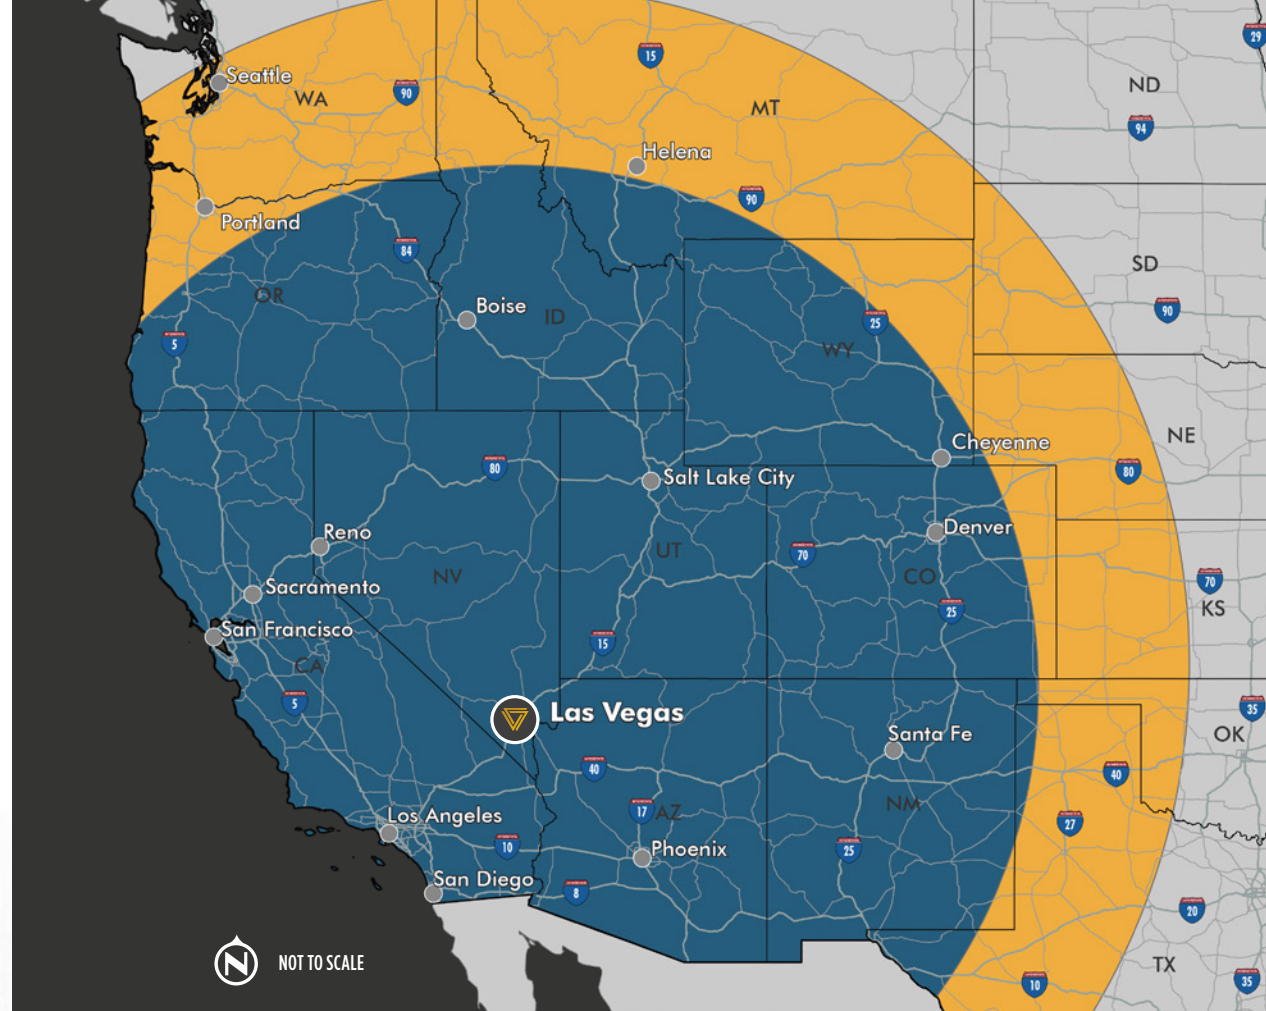 29
15
ND
Seattle
90
WA
MT
94
Helena
90
Portland
84
SD
OR
Boise
ID
90
25
5
WY
NE
Cheyenne
80
80
Salt Lake City
Reno
Denver
UT
70
NV
CO
70
Sacramento
25
KS
San Francisco
15
CA
5
Las Vegas
35
Santa Fe
OK
40
40
NM
17
AZ
Los Angeles
27
10
Phoenix
25
San Diego
8
20
N
NOT TO SCALE
TX
10
35